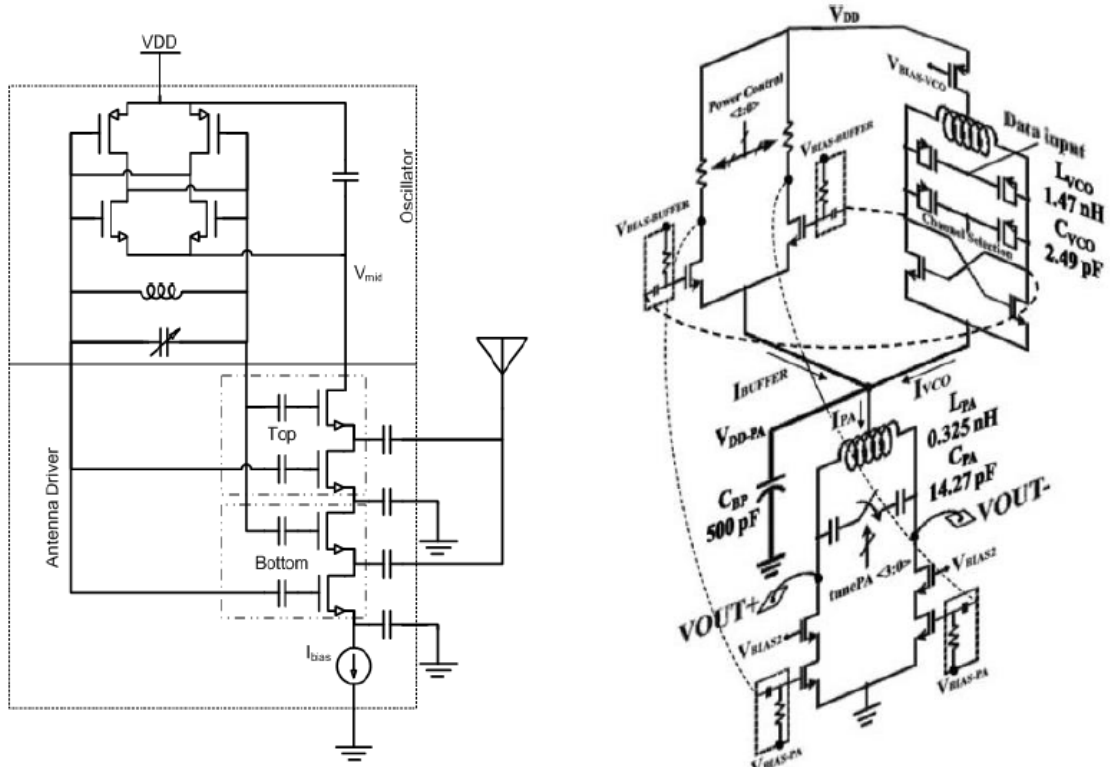 VDD
Oscillator
Vmid
Antenna Driver
Top
Bottom
Ibias
VDD
VBIAS-VCO
Power Control
<2:0>
VBIAS-BUFFER
Data input
LVCO
1.47 nH
CVCO
2.49 pF
VBIAS-BUFFER
Channel Selection
IBUFFER
IVCO
VDD-PA
IPA
LPA
0.325 nH
CPA
14.27 pF
CBP
500 pF
VOUT-
VOUT+
tunePA <3:0>
VBIAS2
VBIAS2
VBIAS-PA
VBIAS-PA